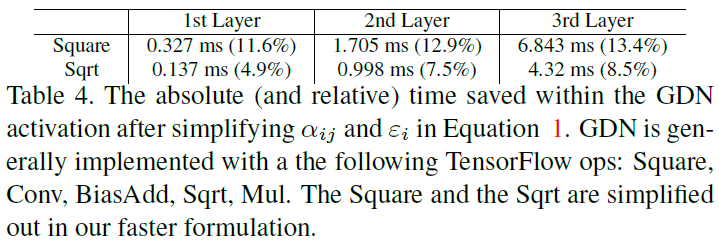 1st Layer 2nd Layer 3rd Layer
Square 0.327 ms (11.6%) 1.705 ms (12.9%) 6.843 ms (13.4%)
Sqrt 0.137 ms (4.9%) 0.998 ms (7.5%) 4.32 ms (8.5%)
Table 4. The absolute (and relative) time saved within the GDN
activation after simplifying αij and εi in Equation 1. GDN is gen-
erally implemented with a the following TensorFlow ops: Square,
Conv, BiasAdd, Sqrt, Mul. The Square and the Sqrt are simplified
out in our faster formulation.